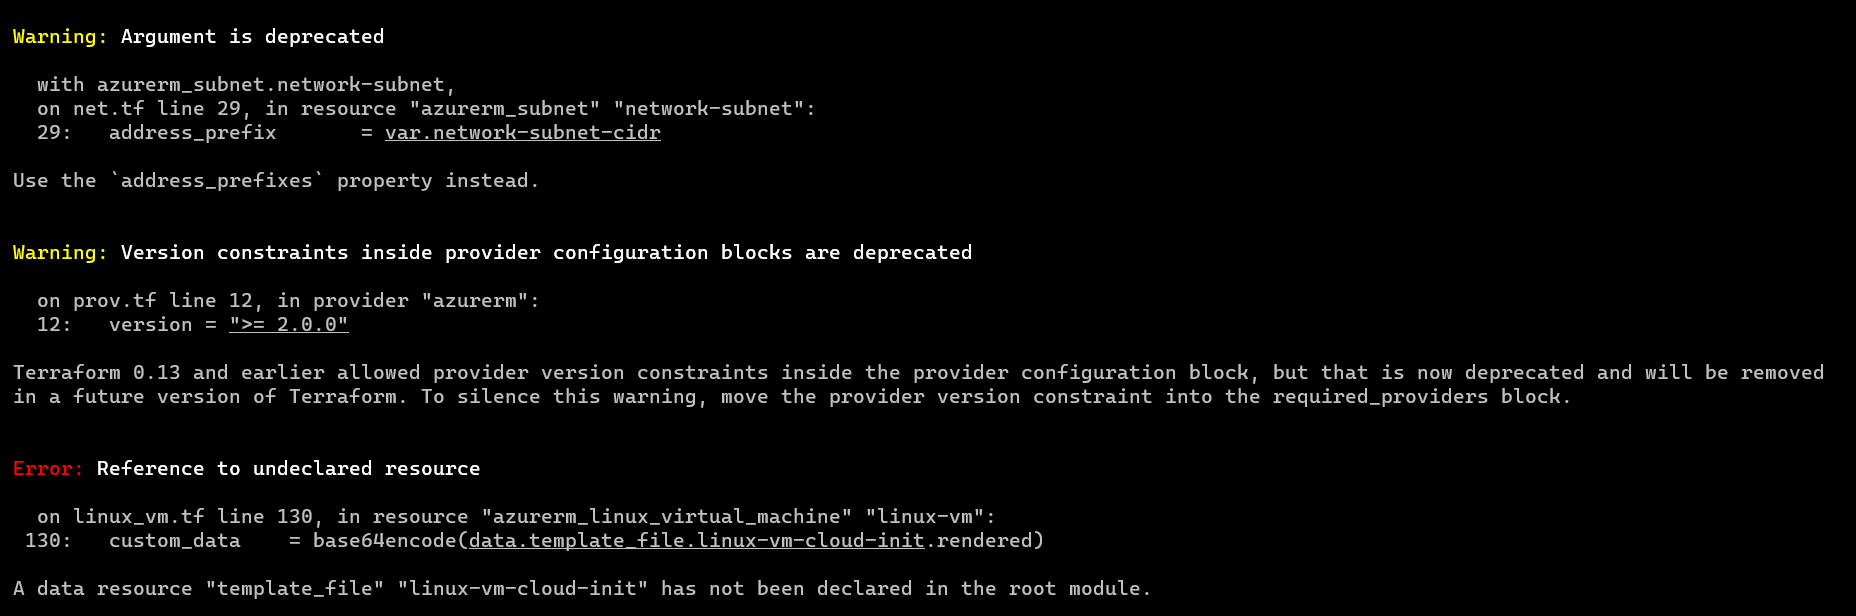 Warning: Argument is deprecated
with azurerm_subnet.network-subnet,
on net.tf line 29, in resource "azurerm_subnet" "network-subnet":
29:   address_prefix       = var.network-subnet-cidr
Use the `address_prefixes` property instead.
Warning: Version constraints inside provider configuration blocks are deprecated
on prov.tf line 12, in provider "azurerm":
12:   version = ">= 2.0.0"
Terraform 0.13 and earlier allowed provider version constraints inside the provider configuration block, but that is now deprecated and will be removed
in a future version of Terraform. To silence this warning, move the provider version constraint into the required_providers block.
Error: Reference to undeclared resource
on linux_vm.tf line 130, in resource "azurerm_linux_virtual_machine" "linux-vm":
130:   custom_data    = base64encode(data.template_file.linux-vm-cloud-init.rendered)
A data resource "template_file" "linux-vm-cloud-init" has not been declared in the root module.